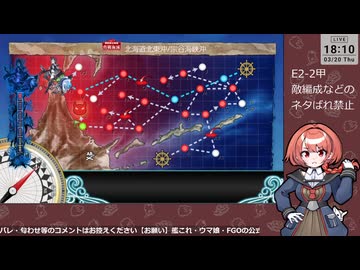 北海道北東沖/宗谷海峡沖
LIVE
18:10
03/20 Thu
E2-2甲
敵編成などの
ネタばれ禁止
バレ・匂わせ等のコメントはお控えください【お願い】艦これ・ウマ娘・FGOの公式